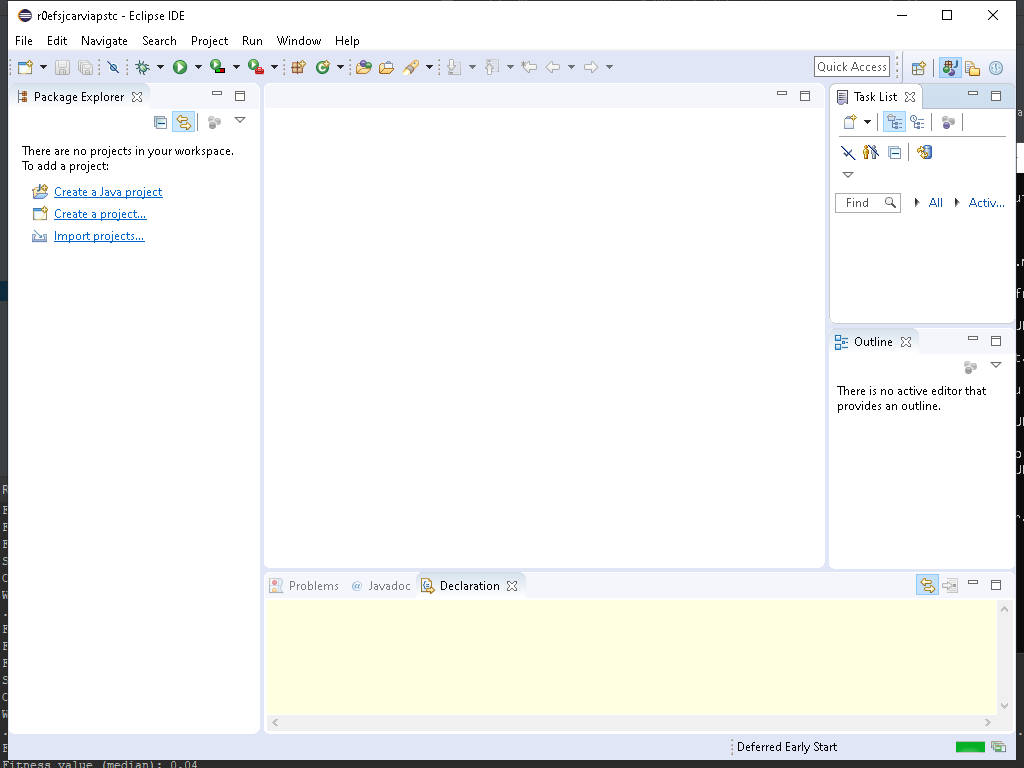 r0efsjcarviapstc - Eclipse IDE
File Edit Navigate Search Project Run Window Help
Quick Access
Package Explorer
There are no projects in your workspace.
To add a project:
Create a Java project
Create a project...
Import projects...
Task List
Find
All
Activ...
Outline
There is no active editor that
provides an outline.
Problems
@ Javadoc
Declaration
Deferred Early Start
Fitness value (median): 0.04